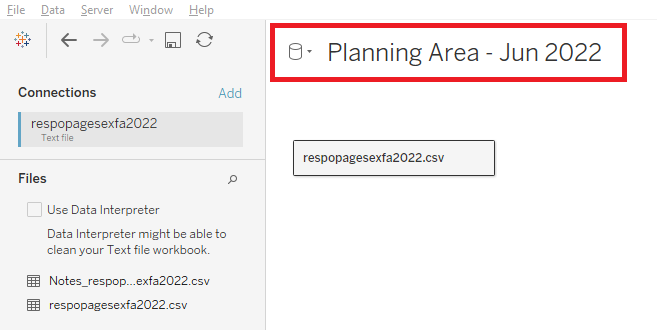 File Data Server Window Help
Connections Add
respopagesexfa2022
Text file
Files
Use Data Interpreter
Data Interpreter might be able to
clean your Text file workbook.
Notes_respop...exfa2022.csv
respopagesexfa2022.csv
Planning Area - Jun 2022
respopagesexfa2022.csv